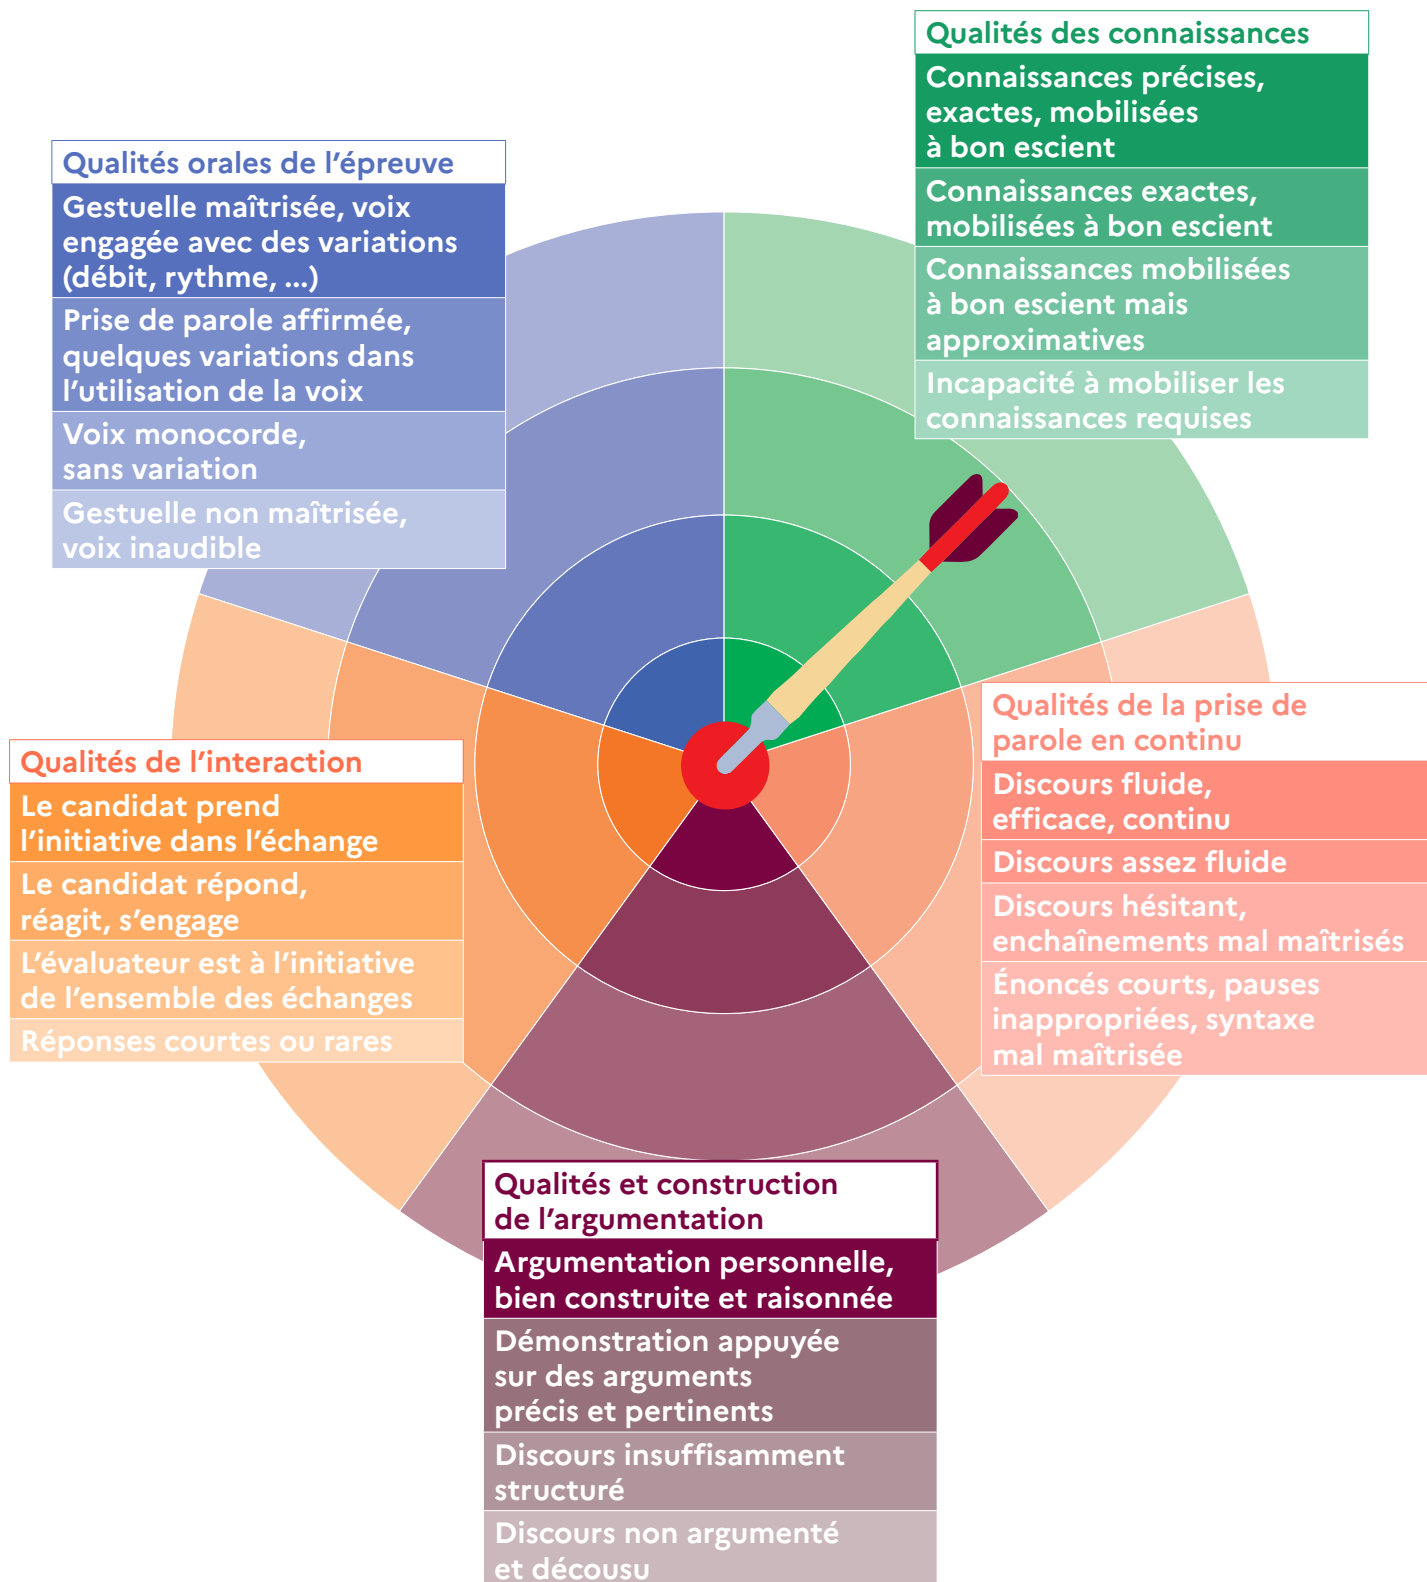 Qualités des connaissances
Connaissances précises,
exactes, mobilisées
à bon escient
Connaissances exactes,
mobilisées à bon escient
Connaissances mobilisées
à bon escient mais
approximatives
Incapacité à mobiliser les
connaissances requises
Qualités orales de l’épreuve
Gestuelle maîtrisée, voix
engagée avec des variations
(débit, rythme, ...)
Prise de parole affirmée,
quelques variations dans
l’utilisation de la voix
Voix monocorde,
sans variation
Gestuelle non maîtrisée,
voix inaudible
Qualités de la prise de
parole en continu
Discours fluide,
efficace, continu
Discours assez fluide
Discours hésitant,
enchaînements mal maîtrisés
Énoncés courts, pauses
inappropriées, syntaxe
mal maîtrisée
Qualités de l’interaction
Le candidat prend
l’initiative dans l’échange
Le candidat répond,
réagit, s’engage
L’évaluateur est à l’initiative
de l’ensemble des échanges
Réponses courtes ou rares
Qualités et construction
de l’argumentation
Argumentation personnelle,
bien construite et raisonnée
Démonstration appuyée
sur des arguments
précis et pertinents
Discours insuffisamment
structuré
Discours non argumenté
et décousu